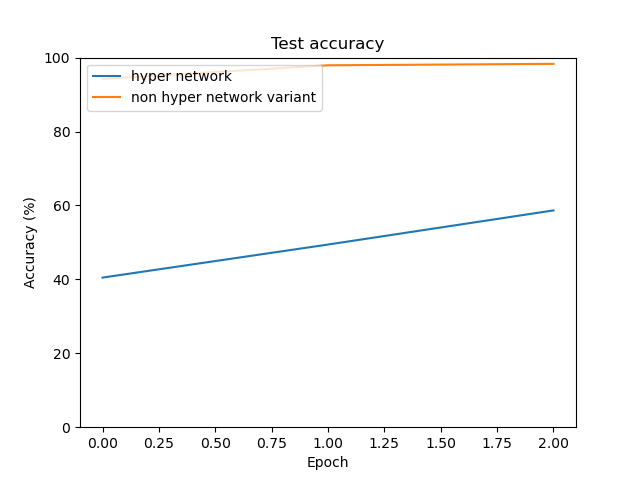 Test accuracy
100
80
60
40
20
0
Accuracy (%)
hyper network
non hyper network variant
0.00 0.25 0.50 0.75 1.00 1.25 1.50 1.75 2.00
Epoch